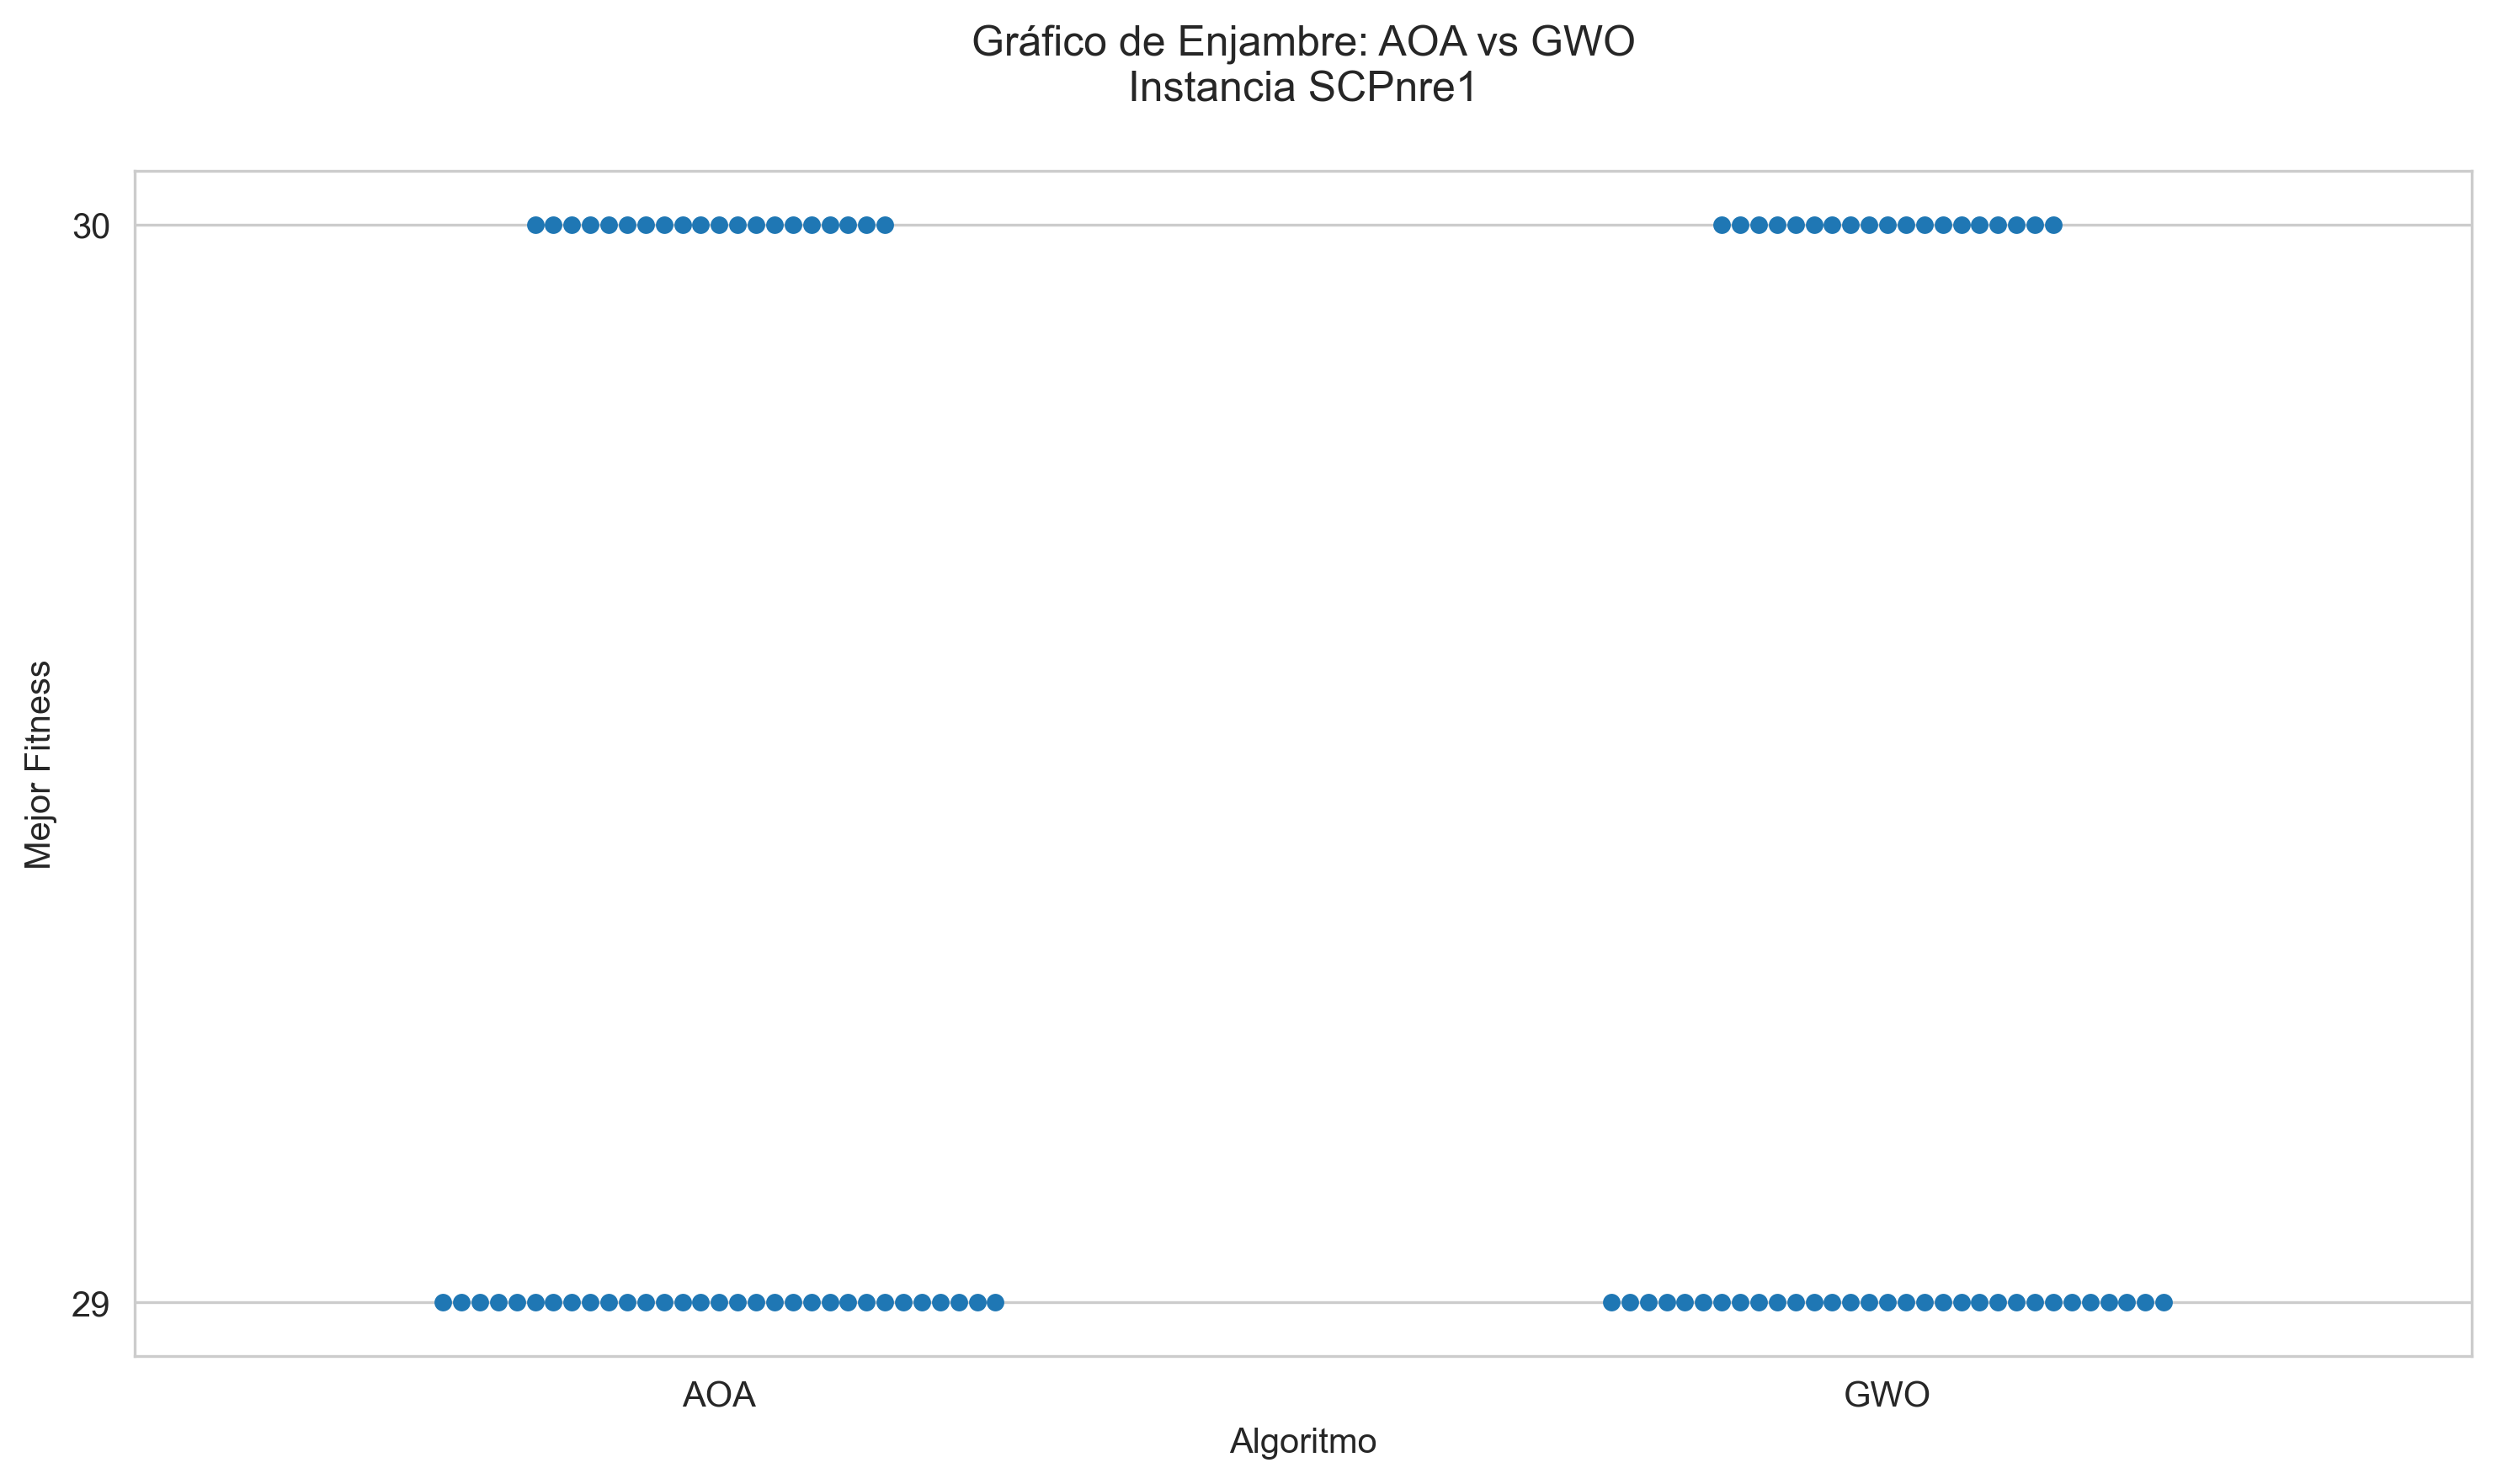 Gráfico de Enjambre: AOA vs GWO
Instancia SCPnre1
30
Mejor Fitness
29
AOA
GWO
Algoritmo